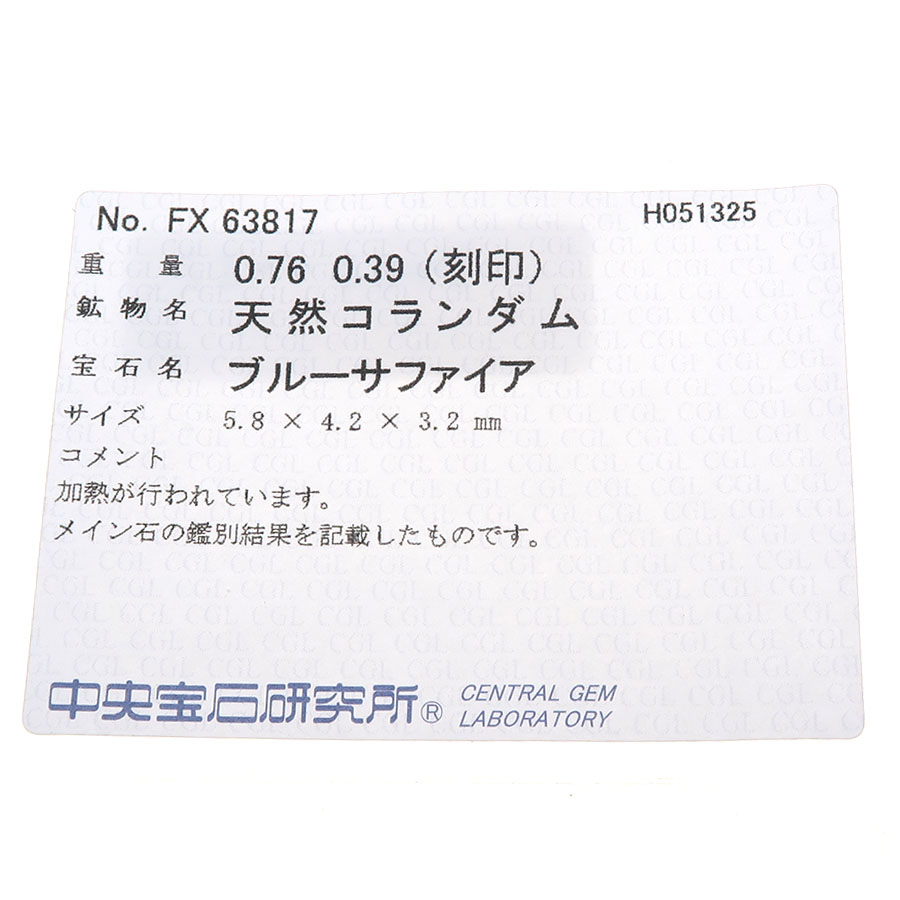 No. FX 63817 H051325
重量 0.76 0.39 (刻印)
鉱物名 天然コランダム
宝石名 ブルーサファイア
サイズ 5.8 × 4.2 × 3.2 ㎜
コメント
加熱が行われています。
メイン石の鑑別結果を記載したものです。
中央宝石研究所® CENTRAL GEM
LABORATORY